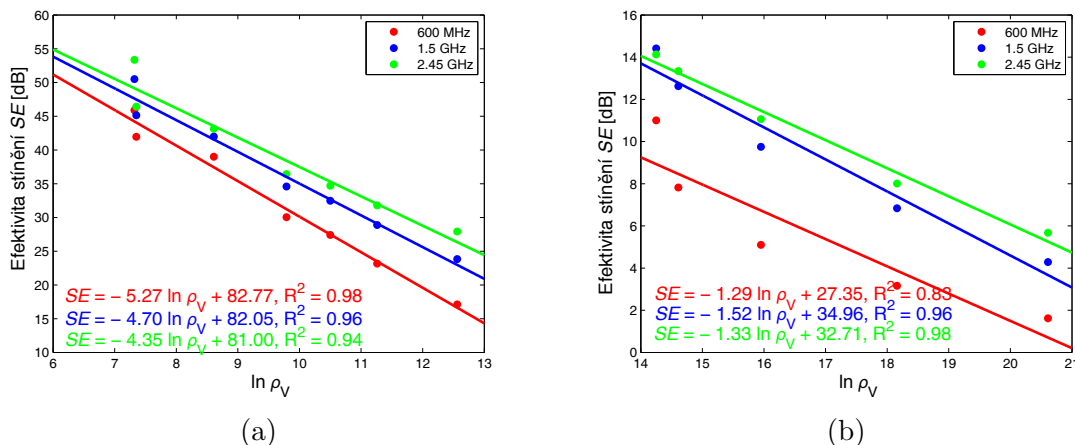 60
55
50
45
40
35
30
25
20
15
10
Efektivita stínění SE [dB]
600 MHz
1.5 GHz
2.45 GHz
SE = − 5.27 ln ρV + 82.77, R² = 0.98
SE = − 4.70 ln ρV + 82.05, R² = 0.96
SE = − 4.35 ln ρV + 81.00, R² = 0.94
6 7 8 9 10 11 12 13
ln ρV
(a)
16
14
12
10
8
6
4
2
0
Efektivita stínění SE [dB]
600 MHz
1.5 GHz
2.45 GHz
SE = − 1.29 ln ρV + 27.35, R² = 0.83
SE = − 1.52 ln ρV + 34.96, R² = 0.96
SE = − 1.33 ln ρV + 32.71, R² = 0.98
14 15 16 17 18 19 20 21
ln ρV
(b)